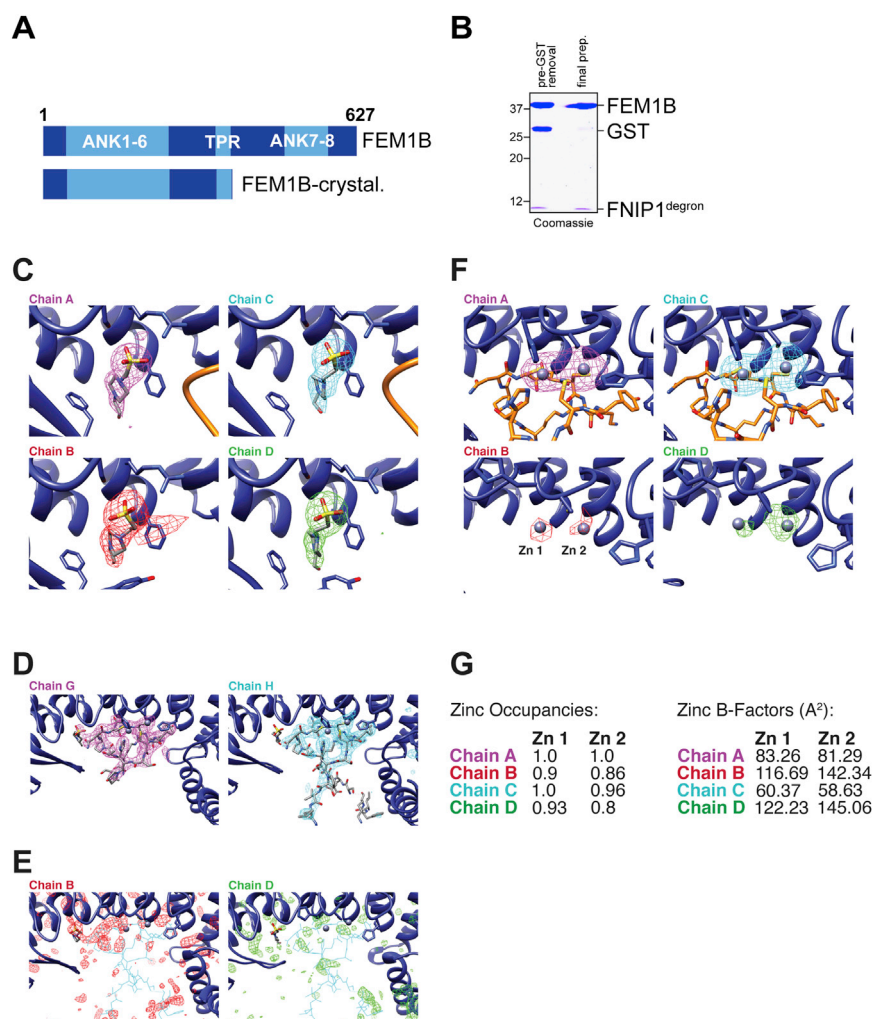 A
1 627
ANK1-6 TPR ANK7-8 FEM1B
FEM1B-crystal.
B
pre-GST
removal
final prep.
37
25
20
12
FEM1B
GST
FNIP1degron
Coomassie
C
Chain A
Chain C
Chain B
Chain D
F
Chain A
Chain C
Chain B
Chain D
Zn 1 Zn 2
D
Chain G
Chain H
G
Zinc Occupancies:
Zn 1 Zn 2
Chain A 1.0 1.0
Chain B 0.9 0.86
Chain C 1.0 0.96
Chain D 0.93 0.8
Zinc B-Factors (A²):
Zn 1 Zn 2
Chain A 83.26 81.29
Chain B 116.69 142.34
Chain C 60.37 58.63
Chain D 122.23 145.06
E
Chain B
Chain D